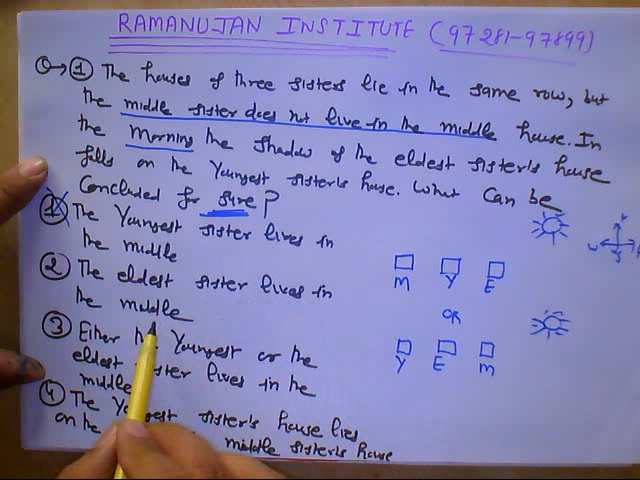 RAMANUJAN INSTITUTE (97281-97899)
Q→ ① The houses of three sisters lie in the same row, but
the middle sister does not live in the middle house. In
the Morning the shadow of the eldest sister's house
falls on the Youngest sister's house. What Can be
Concluded for sure?
① The Youngest sister lives in
the middle
② The eldest sister lives in
the middle
③ Either the Youngest or the
eldest sister lives in the
middle
④ The Youngest sister's house lies
on the middle sister's house
M Y E
OR
Y E M
W S